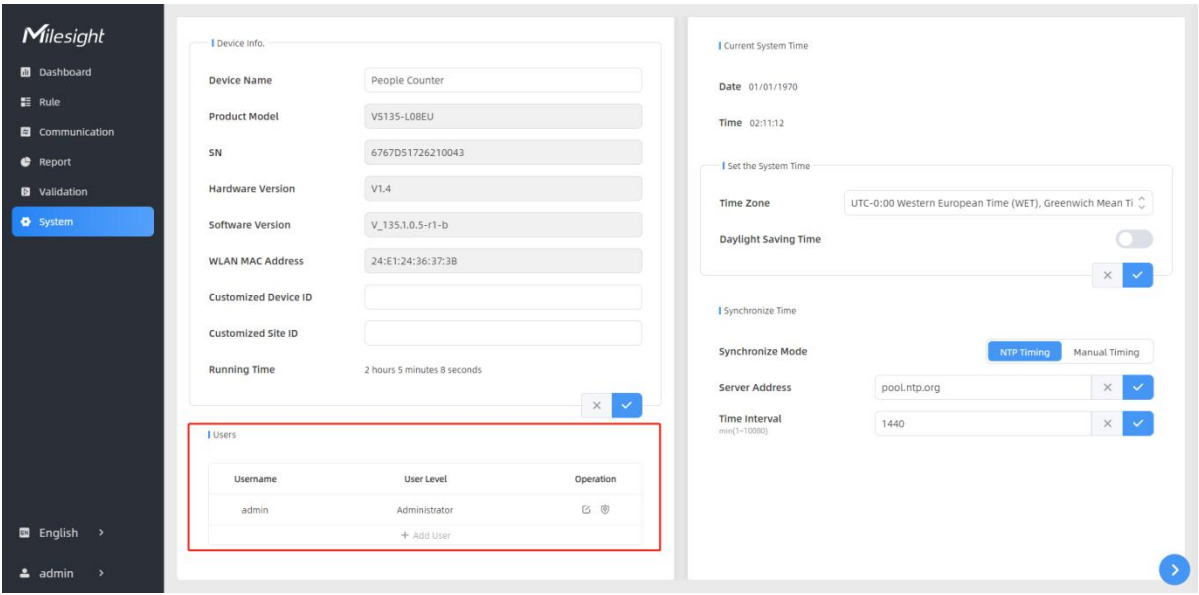 Milesight
Dashboard
Rule
Communication
Report
Validation
System
EN English >
admin >
Device Info.
Device Name People Counter
Product Model VS135-L08EU
SN 6767D51726210043
Hardware Version V1.4
Software Version V_135.1.0.5-r1-b
WLAN MAC Address 24:E1:24:36:37:3B
Customized Device ID
Customized Site ID
Running Time 2 hours 5 minutes 8 seconds
Users
Username User Level Operation
admin Administrator
+ Add User
Current System Time
Date 01/01/1970
Time 02:11:12
Set the System Time
Time Zone UTC-0:00 Western European Time (WET), Greenwich Mean Ti
Daylight Saving Time
Synchronize Time
Synchronize Mode NTP Timing Manual Timing
Server Address pool.ntp.org
Time Interval 1440
min(1~10080)